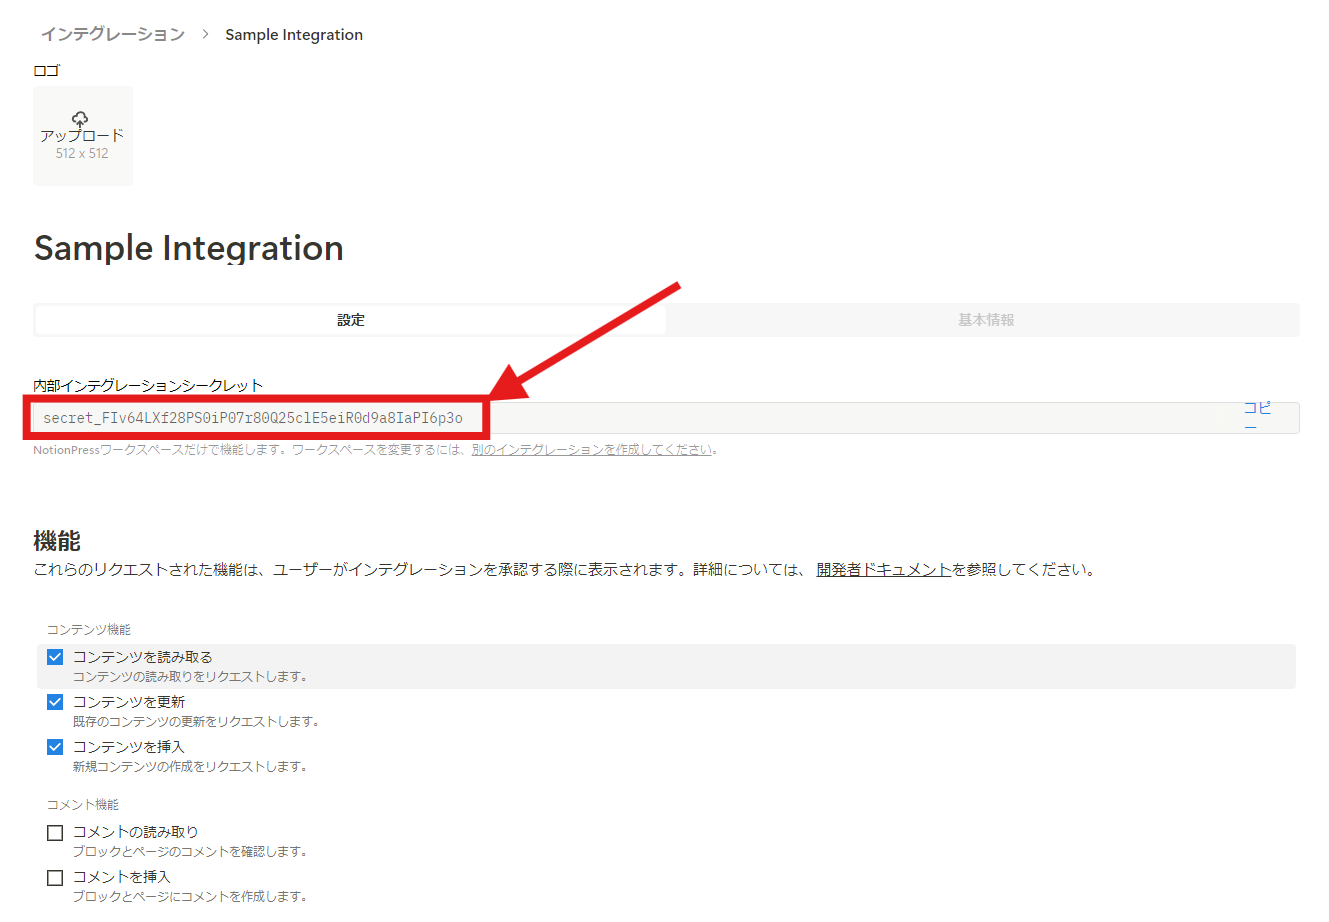 インテグレーション > Sample Integration
ロゴ
アップロード
512 x 512
Sample Integration
設定
基本情報
内部インテグレーションシークレット
secret_FIv64LXf28PS0iP07r80Q25clE5eiR0d9a8IaPI6p3o
コピー
NotionPressワークスペースだけで機能します。ワークスペースを変更するには、別のインテグレーションを作成してください。
機能
これらのリクエストされた機能は、ユーザーがインテグレーションを承認する際に表示されます。詳細については、 開発者ドキュメントを参照してください。
コンテンツ機能
コンテンツを読み取る
コンテンツの読み取りをリクエストします。
コンテンツを更新
既存のコンテンツの更新をリクエストします。
コンテンツを挿入
新規コンテンツの作成をリクエストします。
コメント機能
コメントの読み取り
ブロックとページのコメントを確認します。
コメントを挿入
ブロックとページにコメントを作成します。